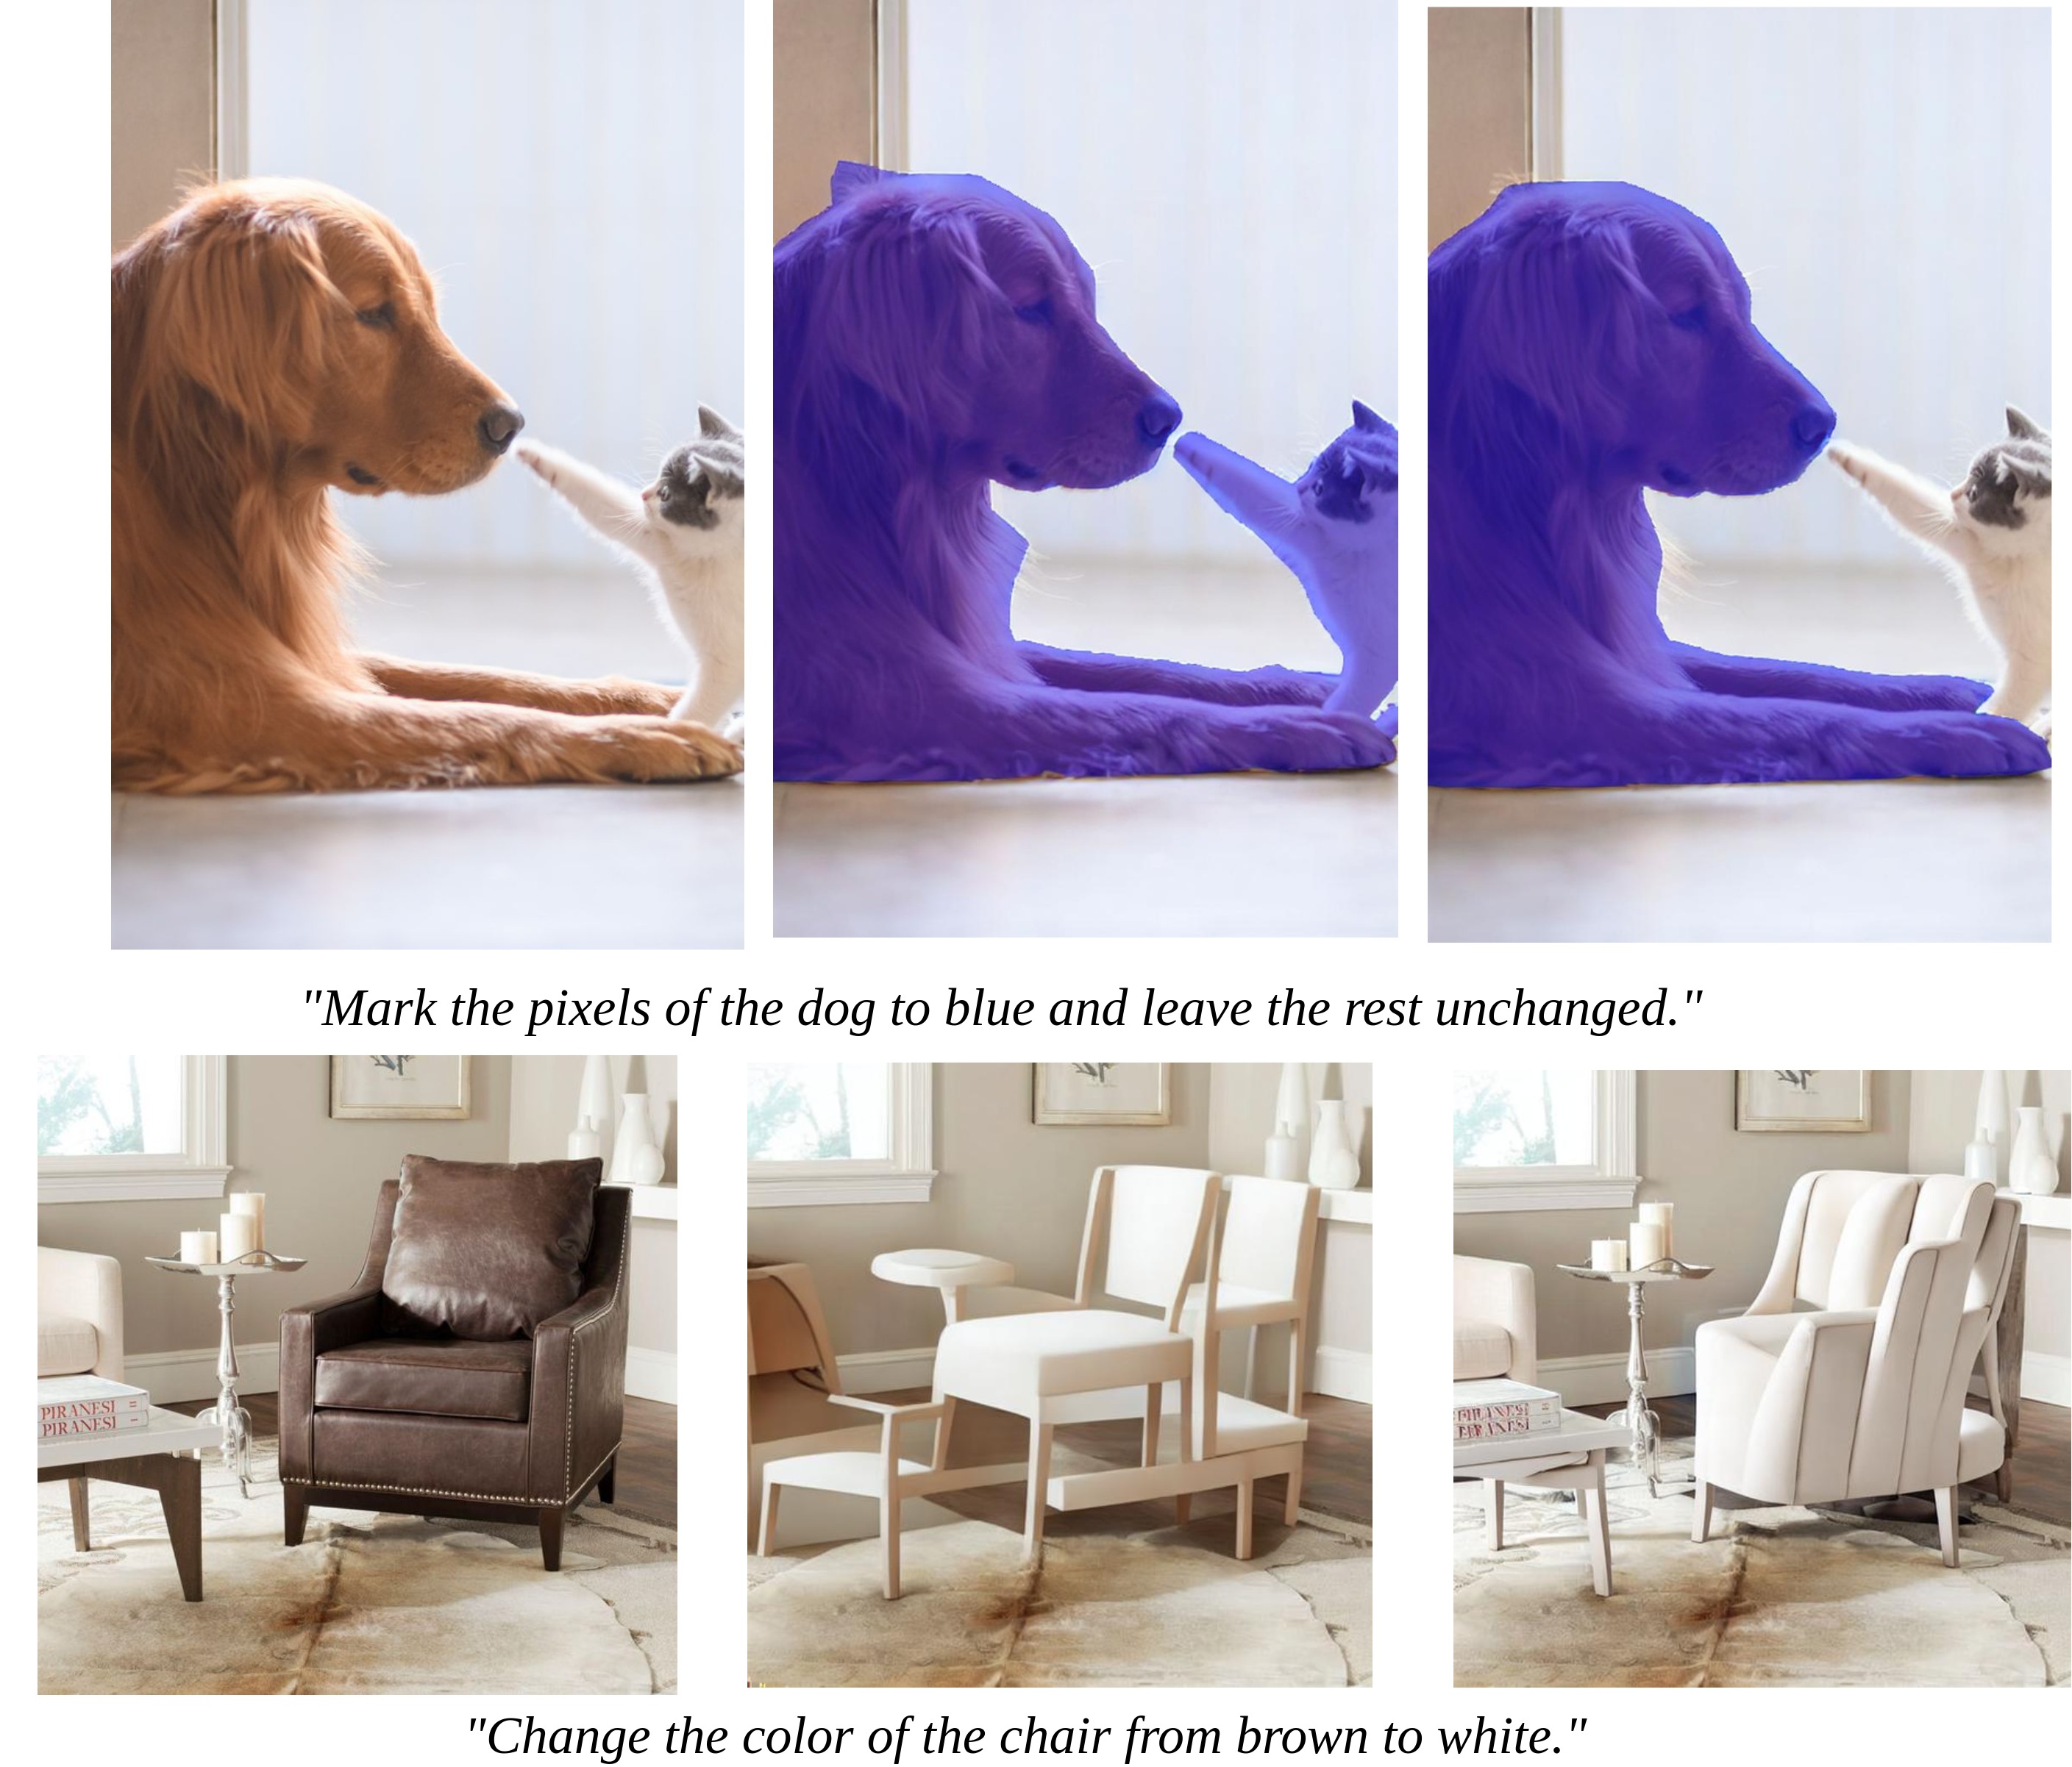 "Mark the pixels of the dog to blue and leave the rest unchanged."
PIRANESI
PIRANESI
"Change the color of the chair from brown to white."